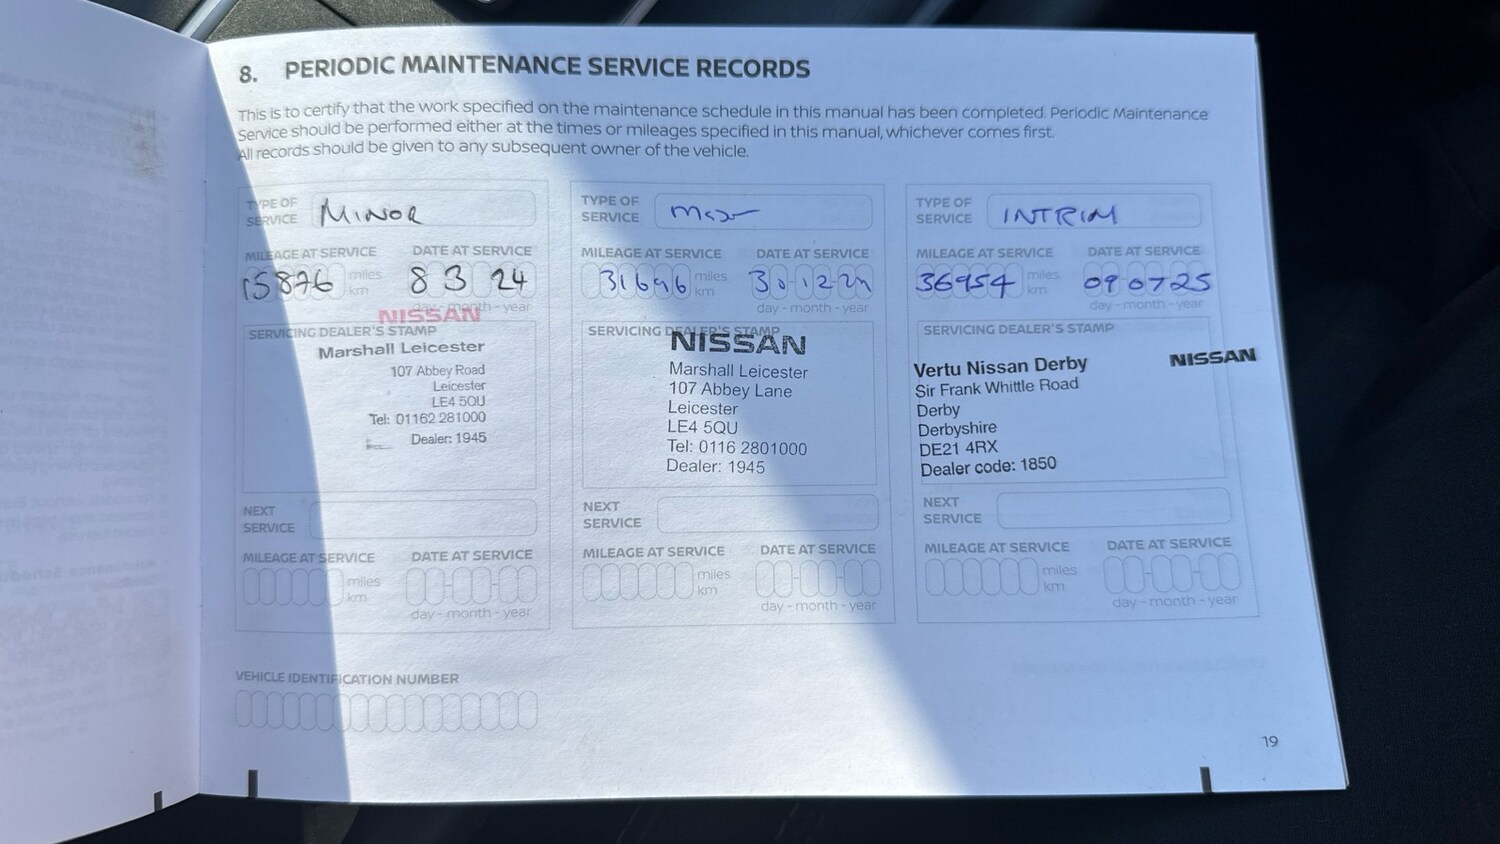 8. PERIODIC MAINTENANCE SERVICE RECORDS
This is to certify that the work specified on the maintenance schedule in this manual has been completed. Periodic Maintenance
Service should be performed either at the times or mileages specified in this manual, whichever comes first.
All records should be given to any subsequent owner of the vehicle.
TYPE OF
SERVICE
MINOR
MILEAGE AT SERVICE DATE AT SERVICE
15876 miles
km
8 3 24
day - month - year
NISSAN
SERVICING DEALER'S STAMP
Marshall Leicester
107 Abbey Road
Leicester
LE4 5QU
Tel: 01162 281000
Dealer: 1945
NEXT
SERVICE
MILEAGE AT SERVICE DATE AT SERVICE
miles
km
day - month - year
TYPE OF
SERVICE
MILEAGE AT SERVICE DATE AT SERVICE
31696 miles
km
30-12-24
day - month - year
SERVICING DEALER'S STAMP
NISSAN
Marshall Leicester
107 Abbey Lane
Leicester
LE4 5QU
Tel: 0116 2801000
Dealer: 1945
NEXT
SERVICE
MILEAGE AT SERVICE DATE AT SERVICE
miles
km
day - month - year
TYPE OF
SERVICE
INTRIM
MILEAGE AT SERVICE DATE AT SERVICE
36954 miles
km
090725
day - month - year
SERVICING DEALER'S STAMP
NISSAN
Vertu Nissan Derby
Sir Frank Whittle Road
Derby
Derbyshire
DE21 4RX
Dealer code: 1850
NEXT
SERVICE
MILEAGE AT SERVICE DATE AT SERVICE
miles
km
day - month - year
VEHICLE IDENTIFICATION NUMBER
19